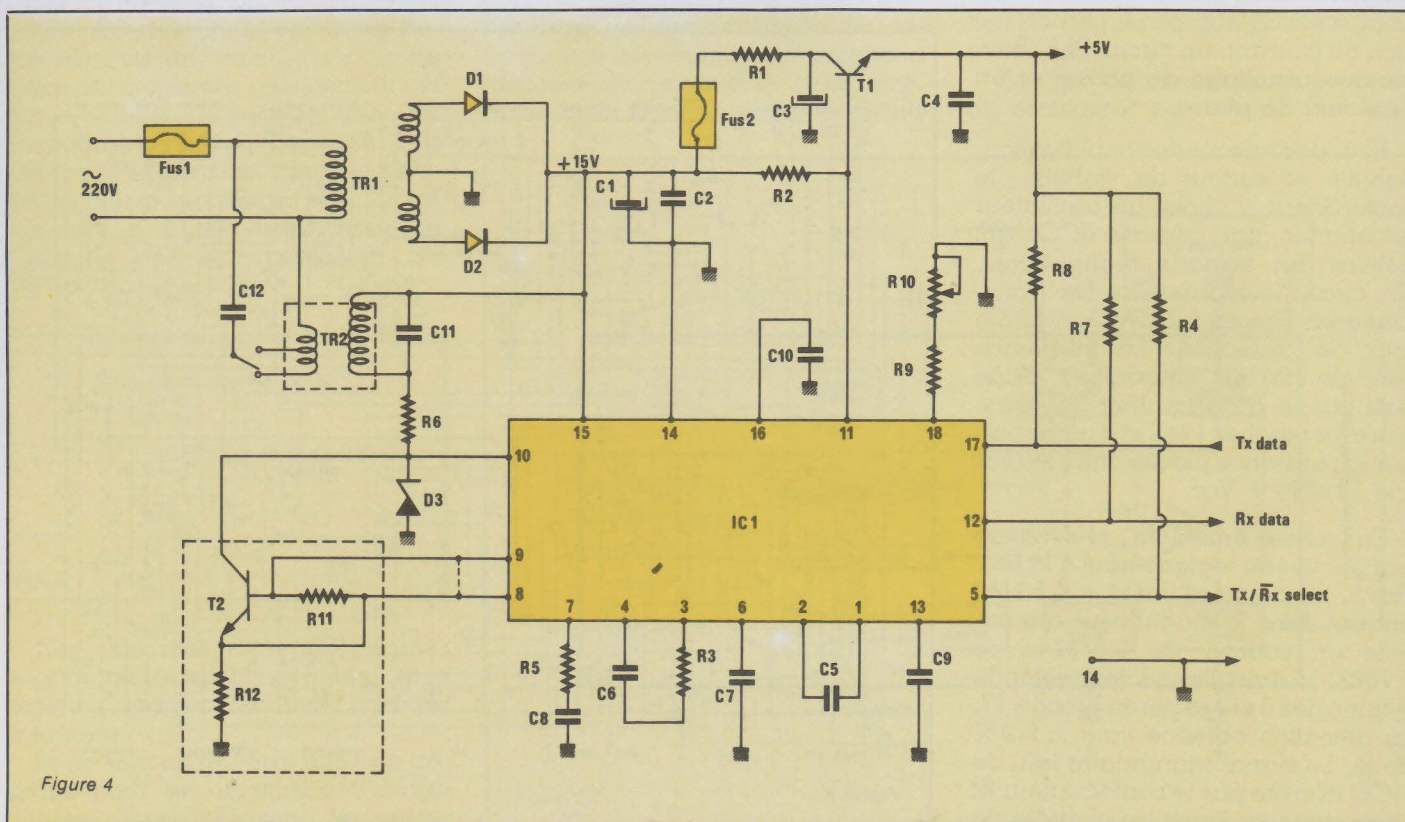 Fus1
220V
TR1
D1
D2
+15V
C1
C2
Fus2
R1
C3
T1
+5V
C4
R2
R8
R7
R4
R10
R9
C10
C12
TR2
C11
R6
D3
15
14
16
11
18
10
9
8
IC1
17
Tx data
12
Rx data
5
Tx/R̅x select
14
7
4
3
6
2
1
13
T2
R11
R12
R5
C8
C6
R3
C7
C5
C9
Figure 4